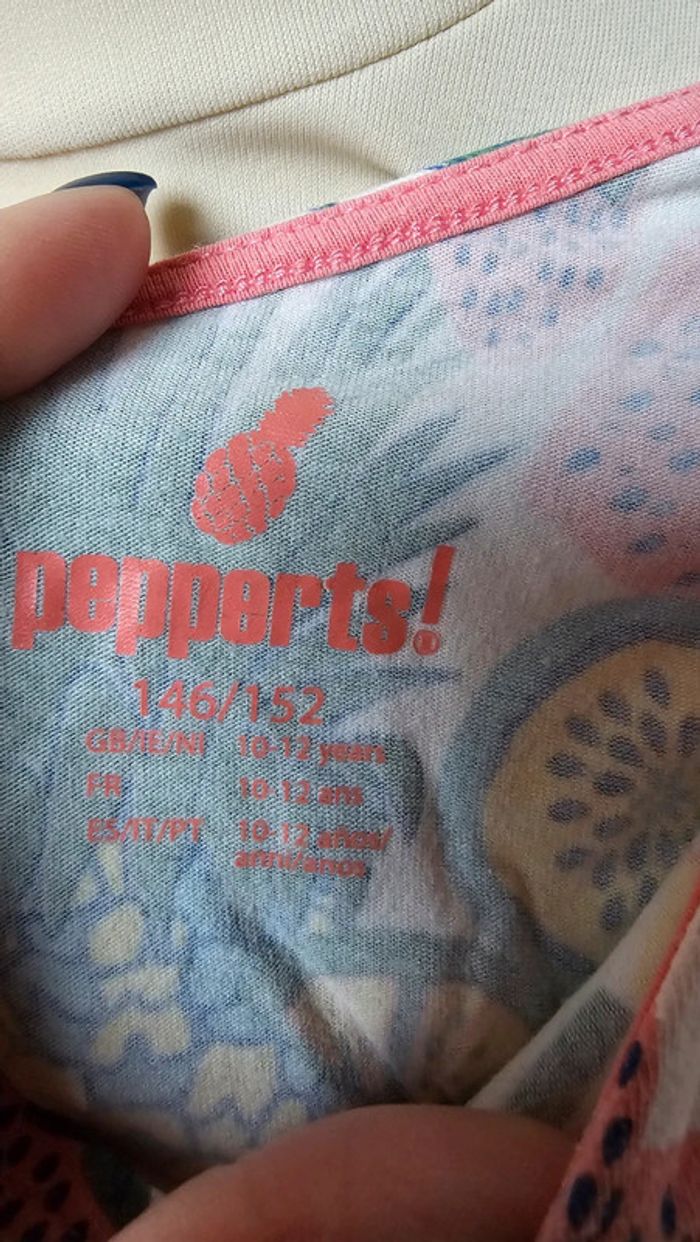 pepperts!®
146/152
GB/IE/NI 10-12 years
FR 10-12 ans
ES/IT/PT 10-12 años/
anni/anos